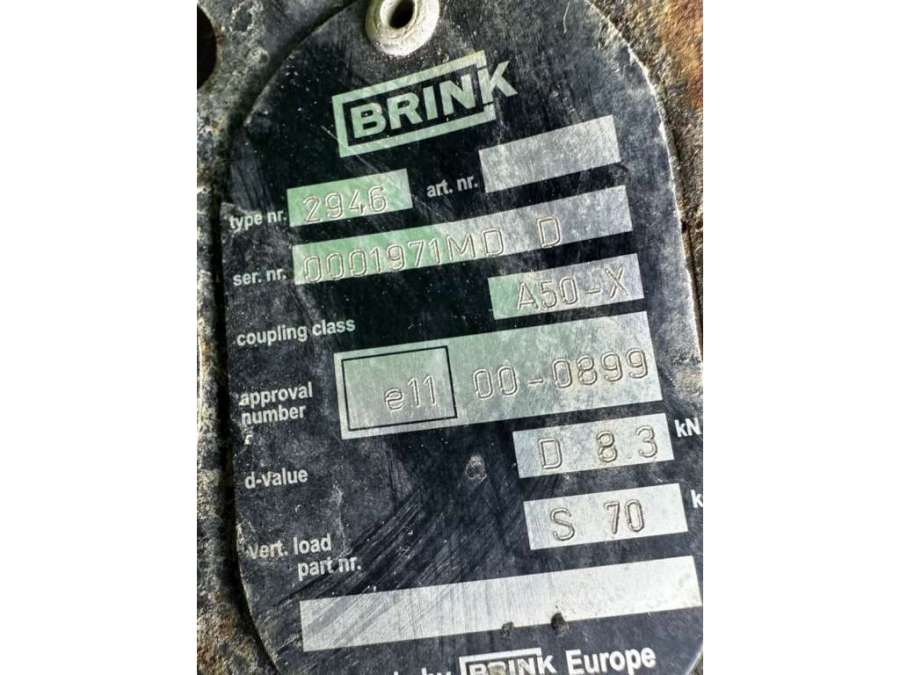 BRINK
type nr. 2946 art. nr.
ser. nr. 0001971MD D
coupling class A50-X
approval number e11 00-0899
d-value D 8.3 kN
vert. load S 70 k
part nr.
by BRINK Europe